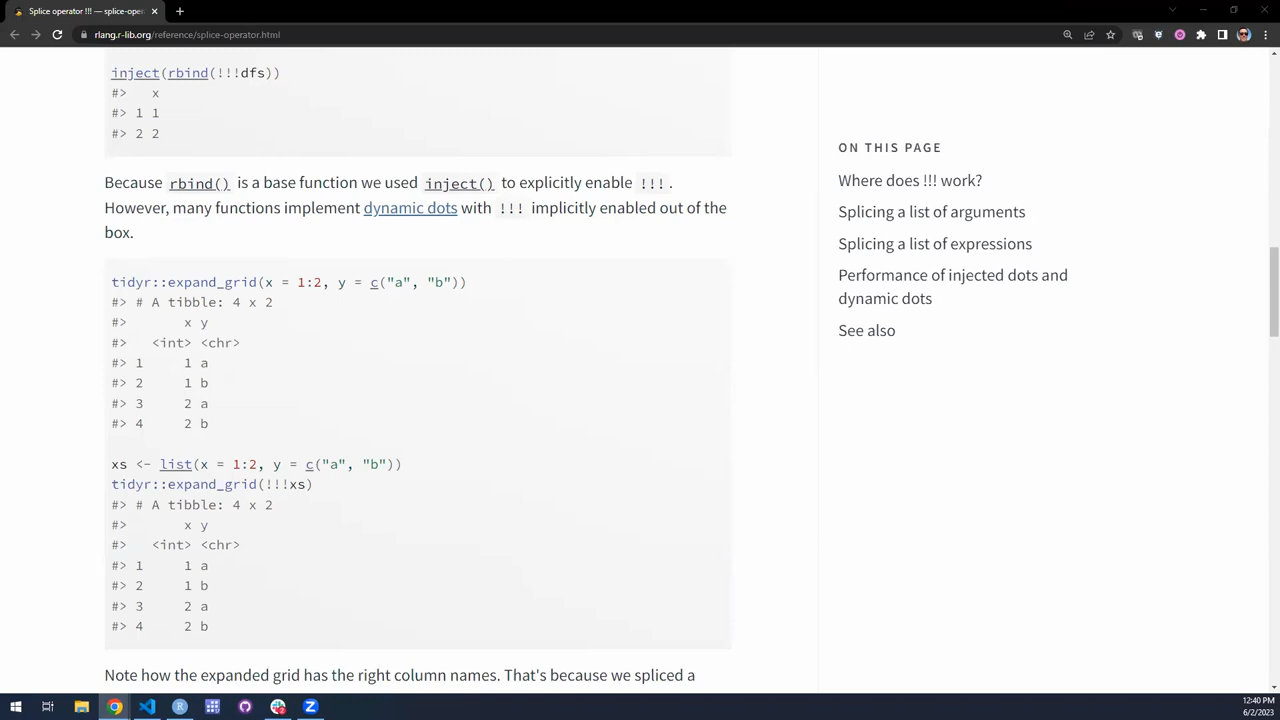 Splice operator !!! — splice-oper
rlang.r-lib.org/reference/splice-operator.html
inject(rbind(!!!dfs))
#>   x
#> 1 1
#> 2 2
Because rbind() is a base function we used inject() to explicitly enable !!! .
However, many functions implement dynamic dots with !!! implicitly enabled out of the
box.
tidyr::expand_grid(x = 1:2, y = c("a", "b"))
#> # A tibble: 4 x 2
#>       x y
#>   <int> <chr>
#> 1     1 a
#> 2     1 b
#> 3     2 a
#> 4     2 b
xs <- list(x = 1:2, y = c("a", "b"))
tidyr::expand_grid(!!!xs)
#> # A tibble: 4 x 2
#>       x y
#>   <int> <chr>
#> 1     1 a
#> 2     1 b
#> 3     2 a
#> 4     2 b
Note how the expanded grid has the right column names. That's because we spliced a
ON THIS PAGE
Where does !!! work?
Splicing a list of arguments
Splicing a list of expressions
Performance of injected dots and
dynamic dots
See also
12:40 PM
6/2/2023